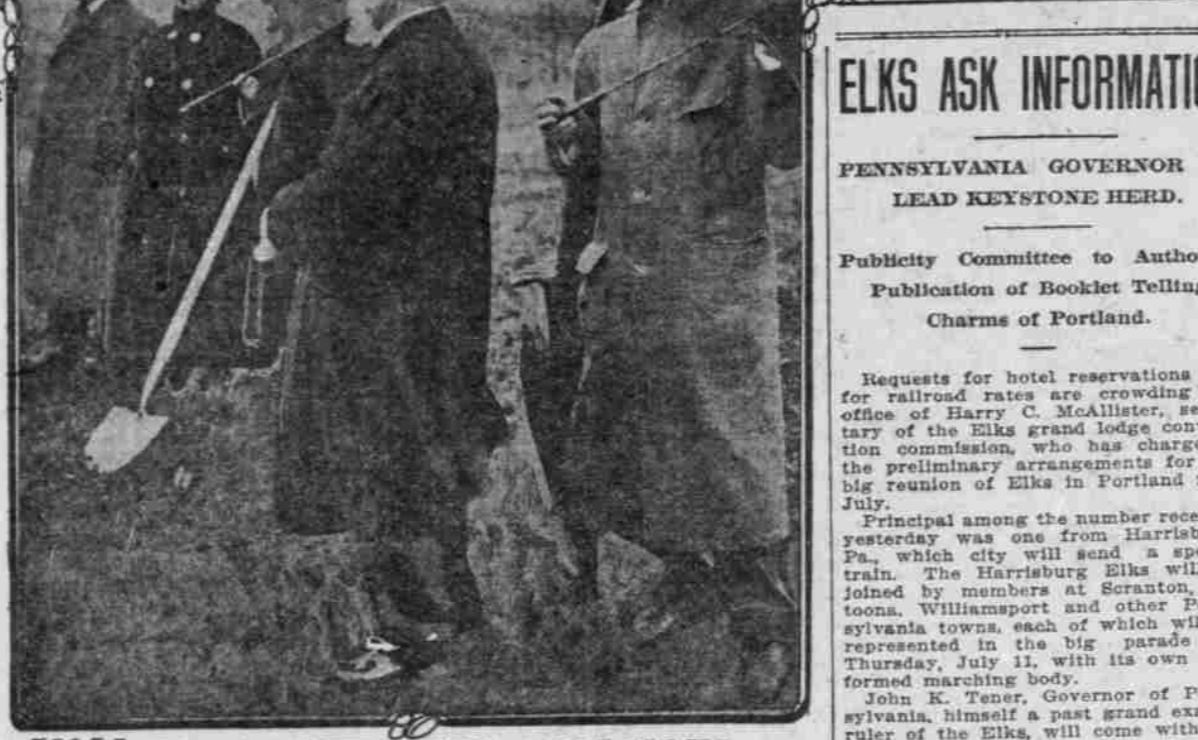 ELKS ASK INFORMATI
PENNSYLVANIA GOVERNOR
LEAD KEYSTONE HERD.
Publicity Committee to Autho
Publication of Booklet Telling
Charms of Portland.
Requests for hotel reservations
for railroad rates are crowding
office of Harry C. McAllister, se
tary of the Elks grand lodge con
tion commission, who has charge
the preliminary arrangements for
big reunion of Elks in Portland
July.
Principal among the number rece
yesterday was one from Harrisb
Pa., which city will send a spe
train. The Harrisburg Elks will
joined by members at Scranton,
toona, Williamsport and other P
sylvania towns, each of which wil
represented in the big parade
Thursday, July 11, with its own
formed marching body.
John K. Tener, Governor of P
sylvania, himself a past grand exa
ruler of the Elks, will come with